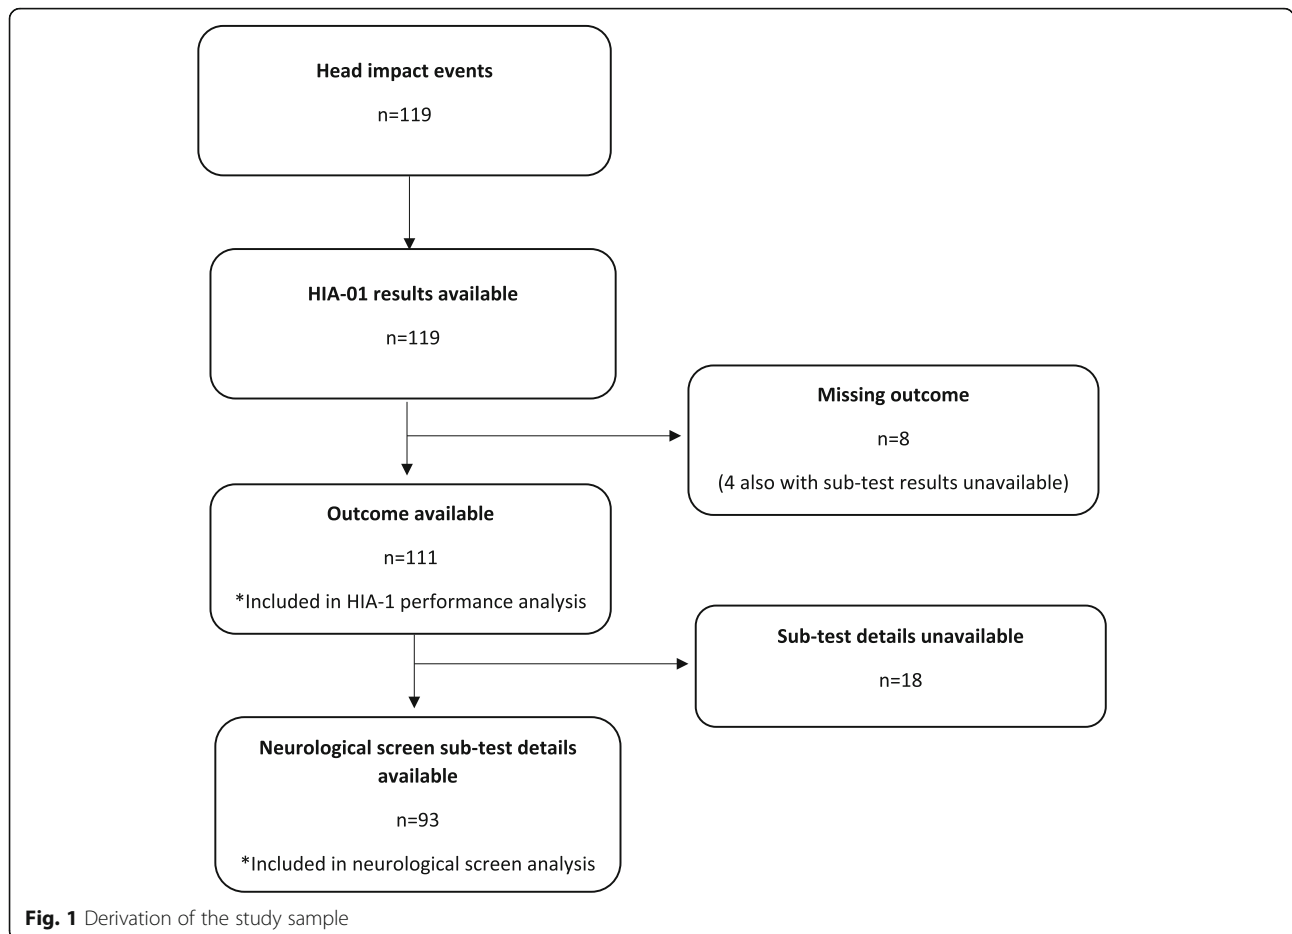 Head impact events
n=119
HIA-01 results available
n=119
Missing outcome
n=8
(4 also with sub-test results unavailable)
Outcome available
n=111
*Included in HIA-1 performance analysis
Sub-test details unavailable
n=18
Neurological screen sub-test details
available
n=93
*Included in neurological screen analysis
Fig. 1 Derivation of the study sample